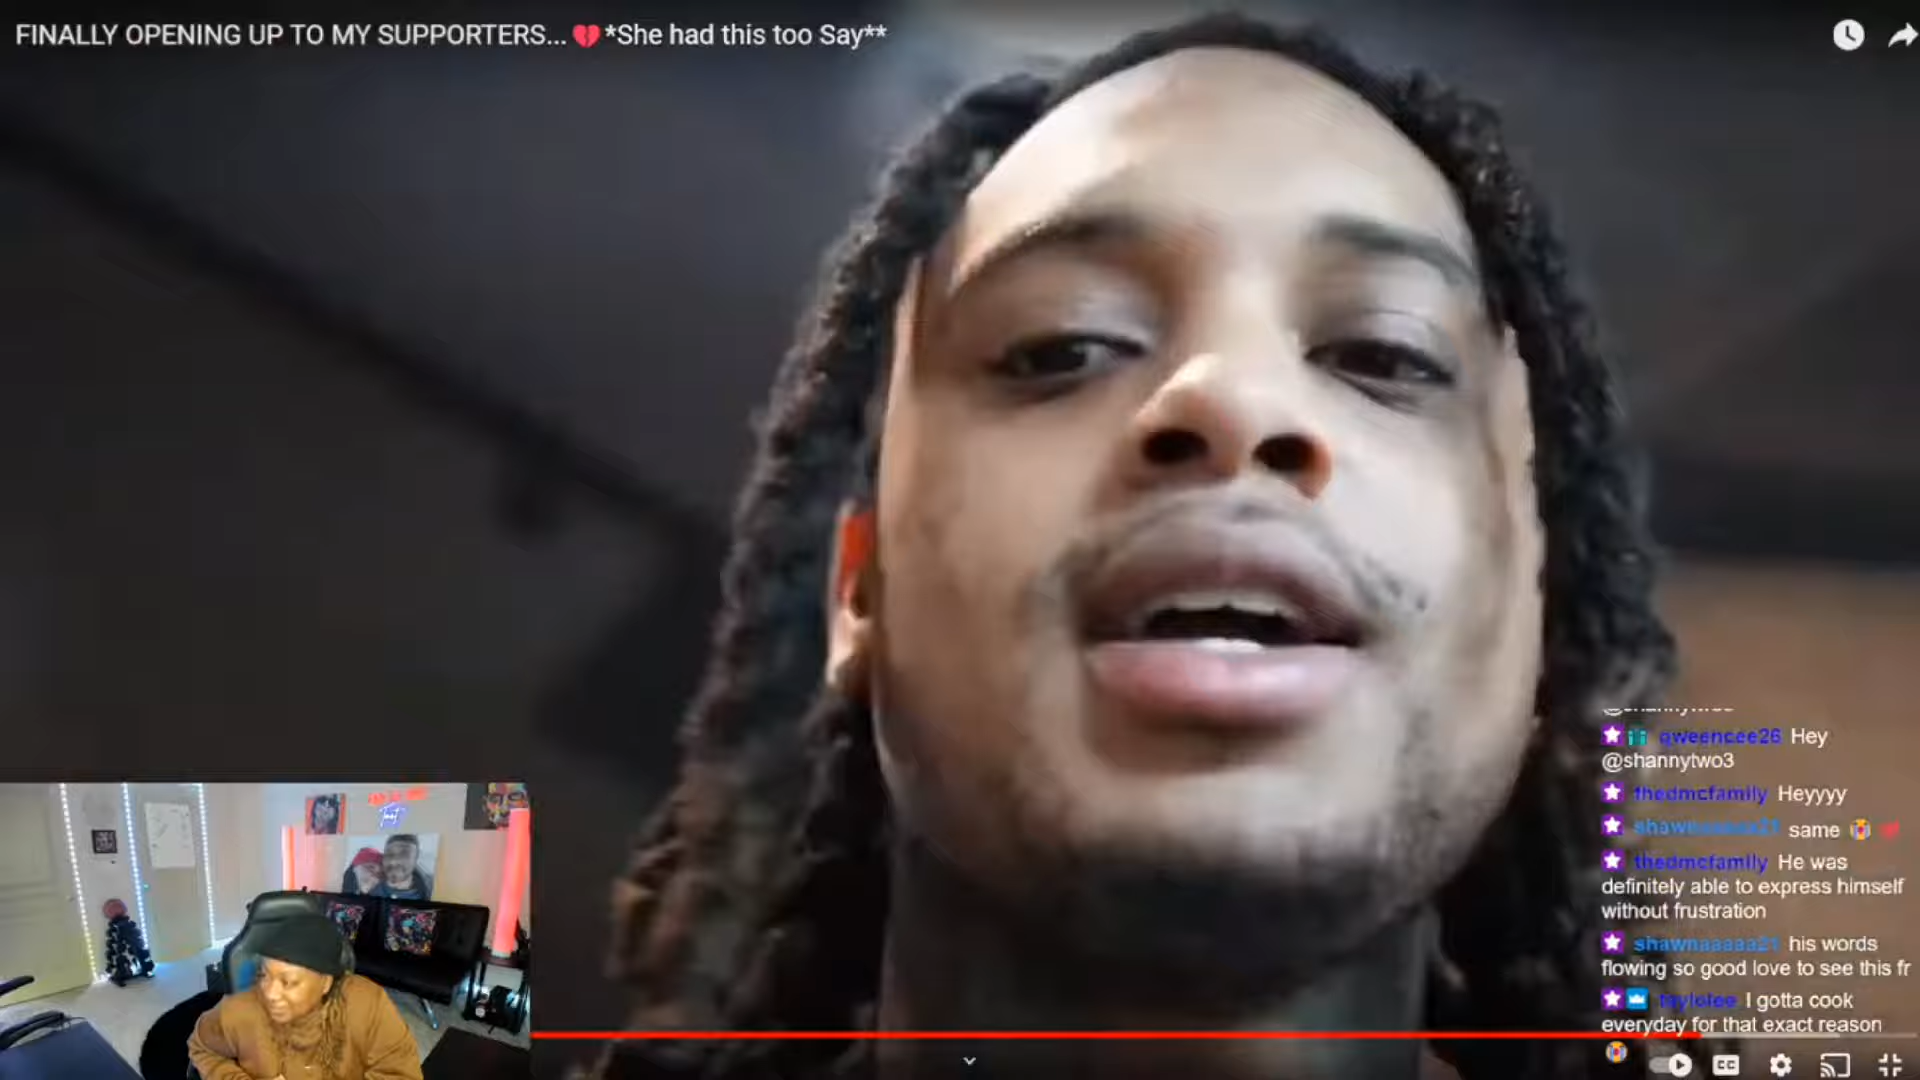 FINALLY OPENING UP TO MY SUPPORTERS... 💔*She had this too Say**
qweencee26 Hey
@shannytwo3
thedmcfamily Heyyyy
same 😭 💔
thedmcfamily He was
definitely able to express himself
without frustration
his words
flowing so good love to see this fr
I gotta cook
everyday for that exact reason
😭
CC